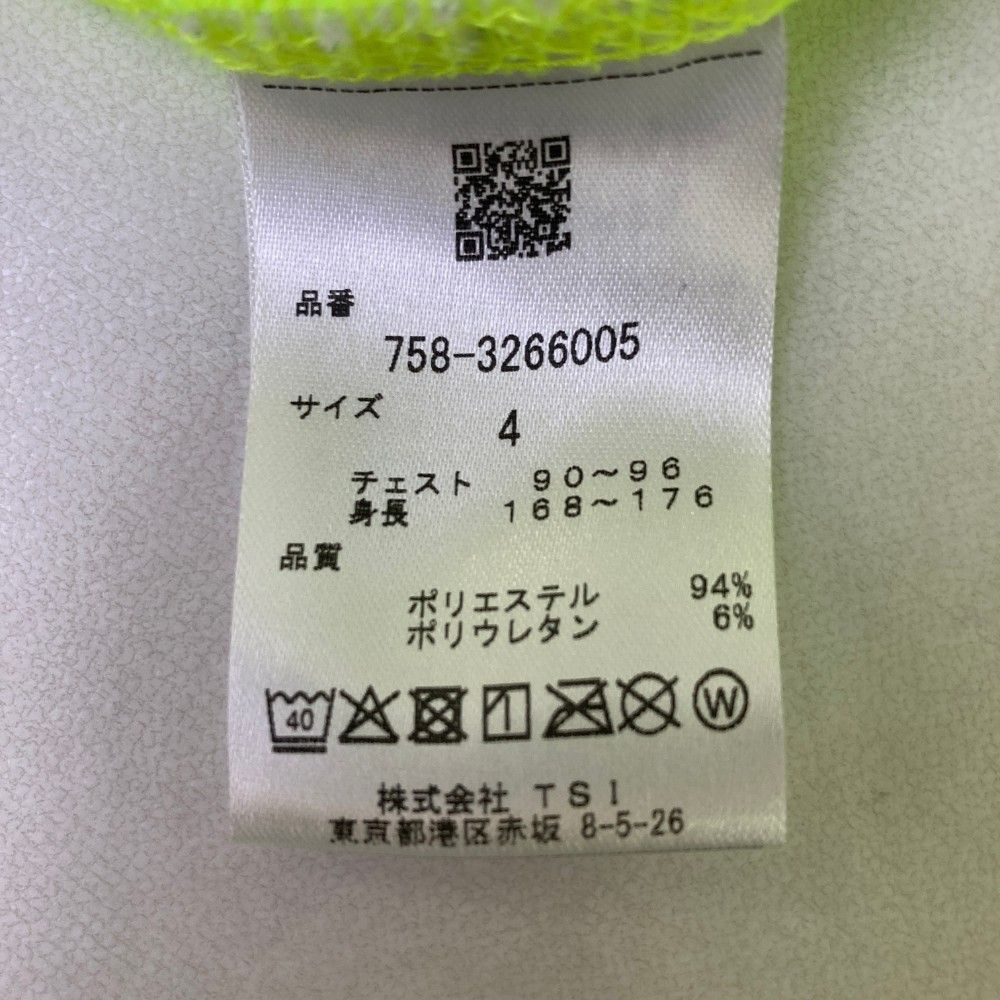 品番
758-3266005
サイズ 4
チェスト 90～96
身長 168～176
品質
ポリエステル 94%
ポリウレタン 6%
40 W
株式会社 TSI
東京都港区赤坂 8-5-26